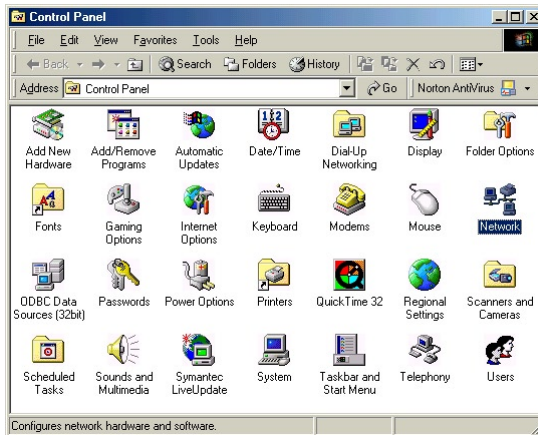 Control Panel
File Edit View Favorites Tools Help
Back Search Folders History
Address Control Panel Go Norton AntiVirus
Add New Hardware
Add/Remove Programs
Automatic Updates
Date/Time
Dial-Up Networking
Display
Folder Options
Fonts
Gaming Options
Internet Options
Keyboard
Modems
Mouse
Network
ODBC Data Sources (32bit)
Passwords
Power Options
Printers
QuickTime 32
Regional Settings
Scanners and Cameras
Scheduled Tasks
Sounds and Multimedia
Symantec LiveUpdate
System
Taskbar and Start Menu
Telephony
Users
Configures network hardware and software.